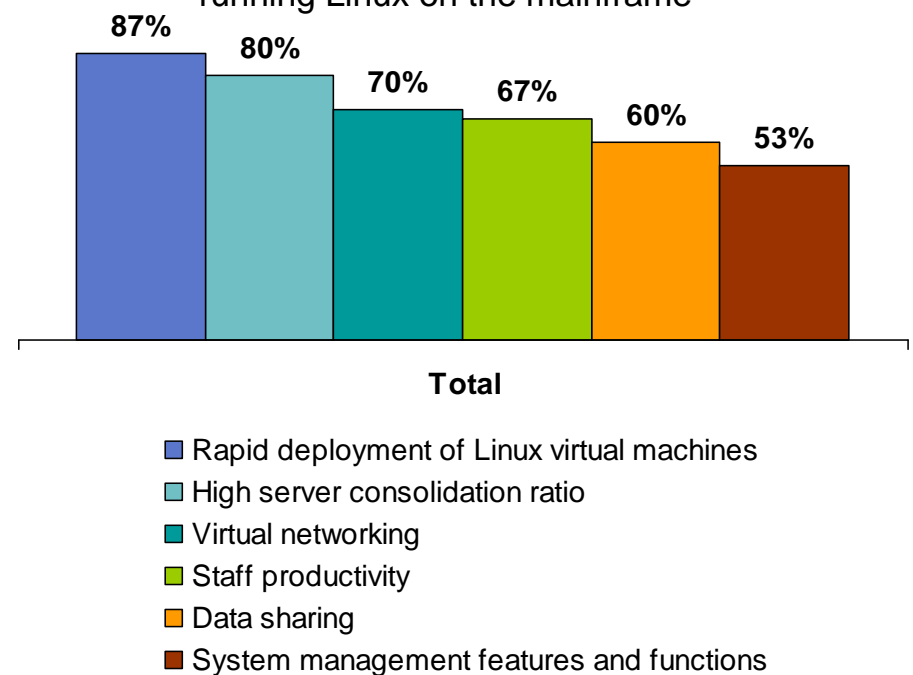 running Linux on the mainframe
87%
80%
70%
67%
60%
53%
Total
Rapid deployment of Linux virtual machines
High server consolidation ratio
Virtual networking
Staff productivity
Data sharing
System management features and functions